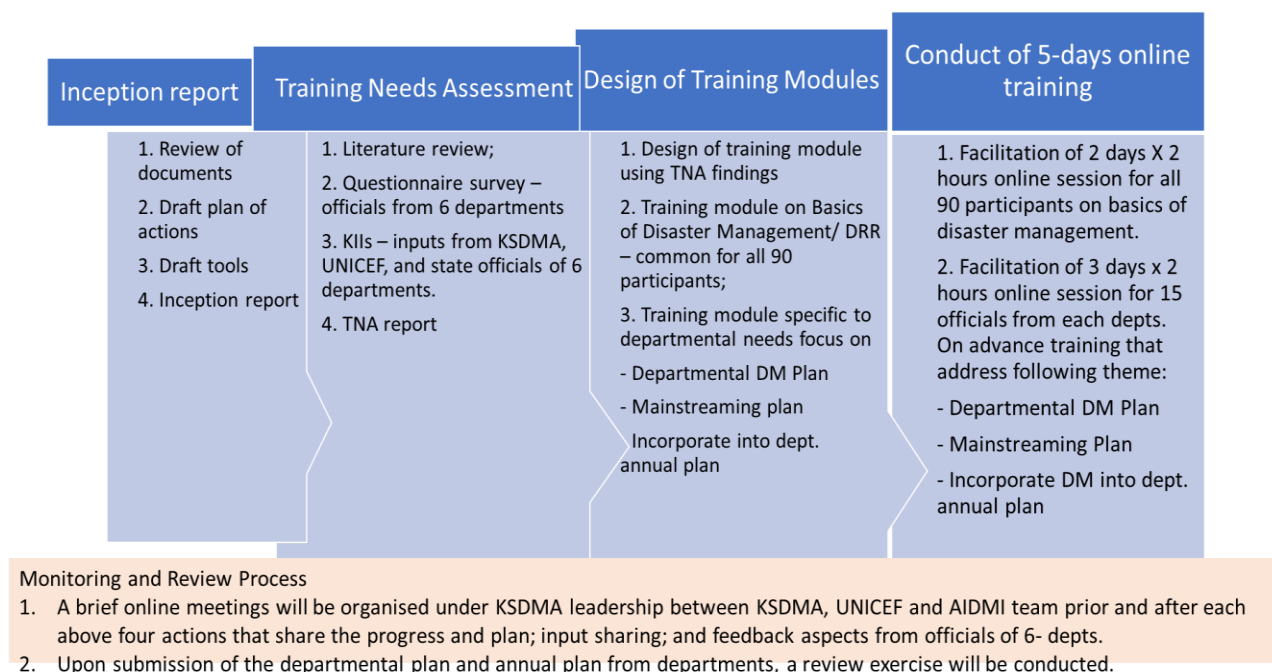 Inception report
1. Review of
documents
2. Draft plan of
actions
3. Draft tools
4. Inception report
Training Needs Assessment
1. Literature review;
2. Questionnaire survey –
officials from 6 departments
3. KIIs – inputs from KSDMA,
UNICEF, and state officials of 6
departments.
4. TNA report
Design of Training Modules
1. Design of training module
using TNA findings
2. Training module on Basics
of Disaster Management/ DRR
– common for all 90
participants;
3. Training module specific to
departmental needs focus on
- Departmental DM Plan
- Mainstreaming plan
Incorporate into dept.
annual plan
Conduct of 5-days online
training
1. Facilitation of 2 days X 2
hours online session for all
90 participants on basics of
disaster management.
2. Facilitation of 3 days x 2
hours online session for 15
officials from each depts.
On advance training that
address following theme:
- Departmental DM Plan
- Mainstreaming Plan
- Incorporate DM into dept.
annual plan
Monitoring and Review Process
1. A brief online meetings will be organised under KSDMA leadership between KSDMA, UNICEF and AIDMI team prior and after each
above four actions that share the progress and plan; input sharing; and feedback aspects from officials of 6- depts.
2. Upon submission of the departmental plan and annual plan from departments, a review exercise will be conducted.